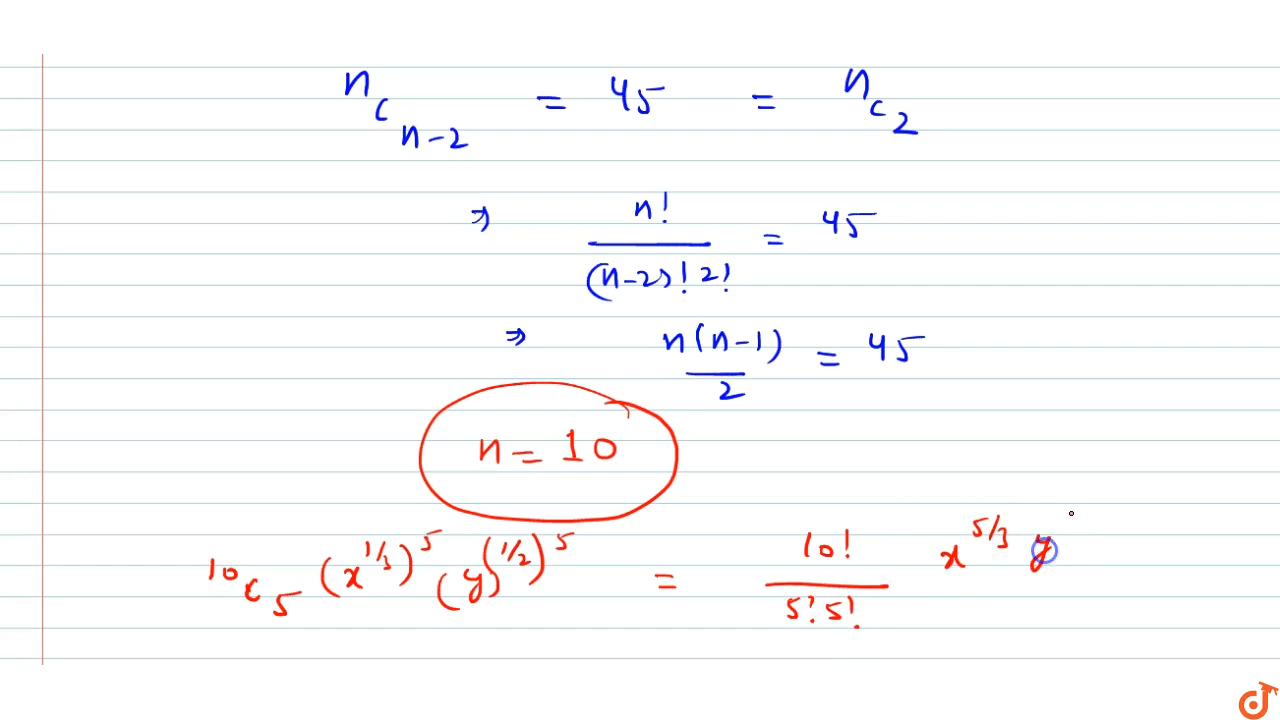 ⁿC₍ₙ₋₂₎ = 45 = ⁿC₂
⇒ n! / (n-2)! 2! = 45
⇒ n(n-1) / 2 = 45
n = 10
¹⁰C₅ (x^{1/3})^5 (y)^{(1/2)^5} = 10! / 5! 5! x^{5/3} y